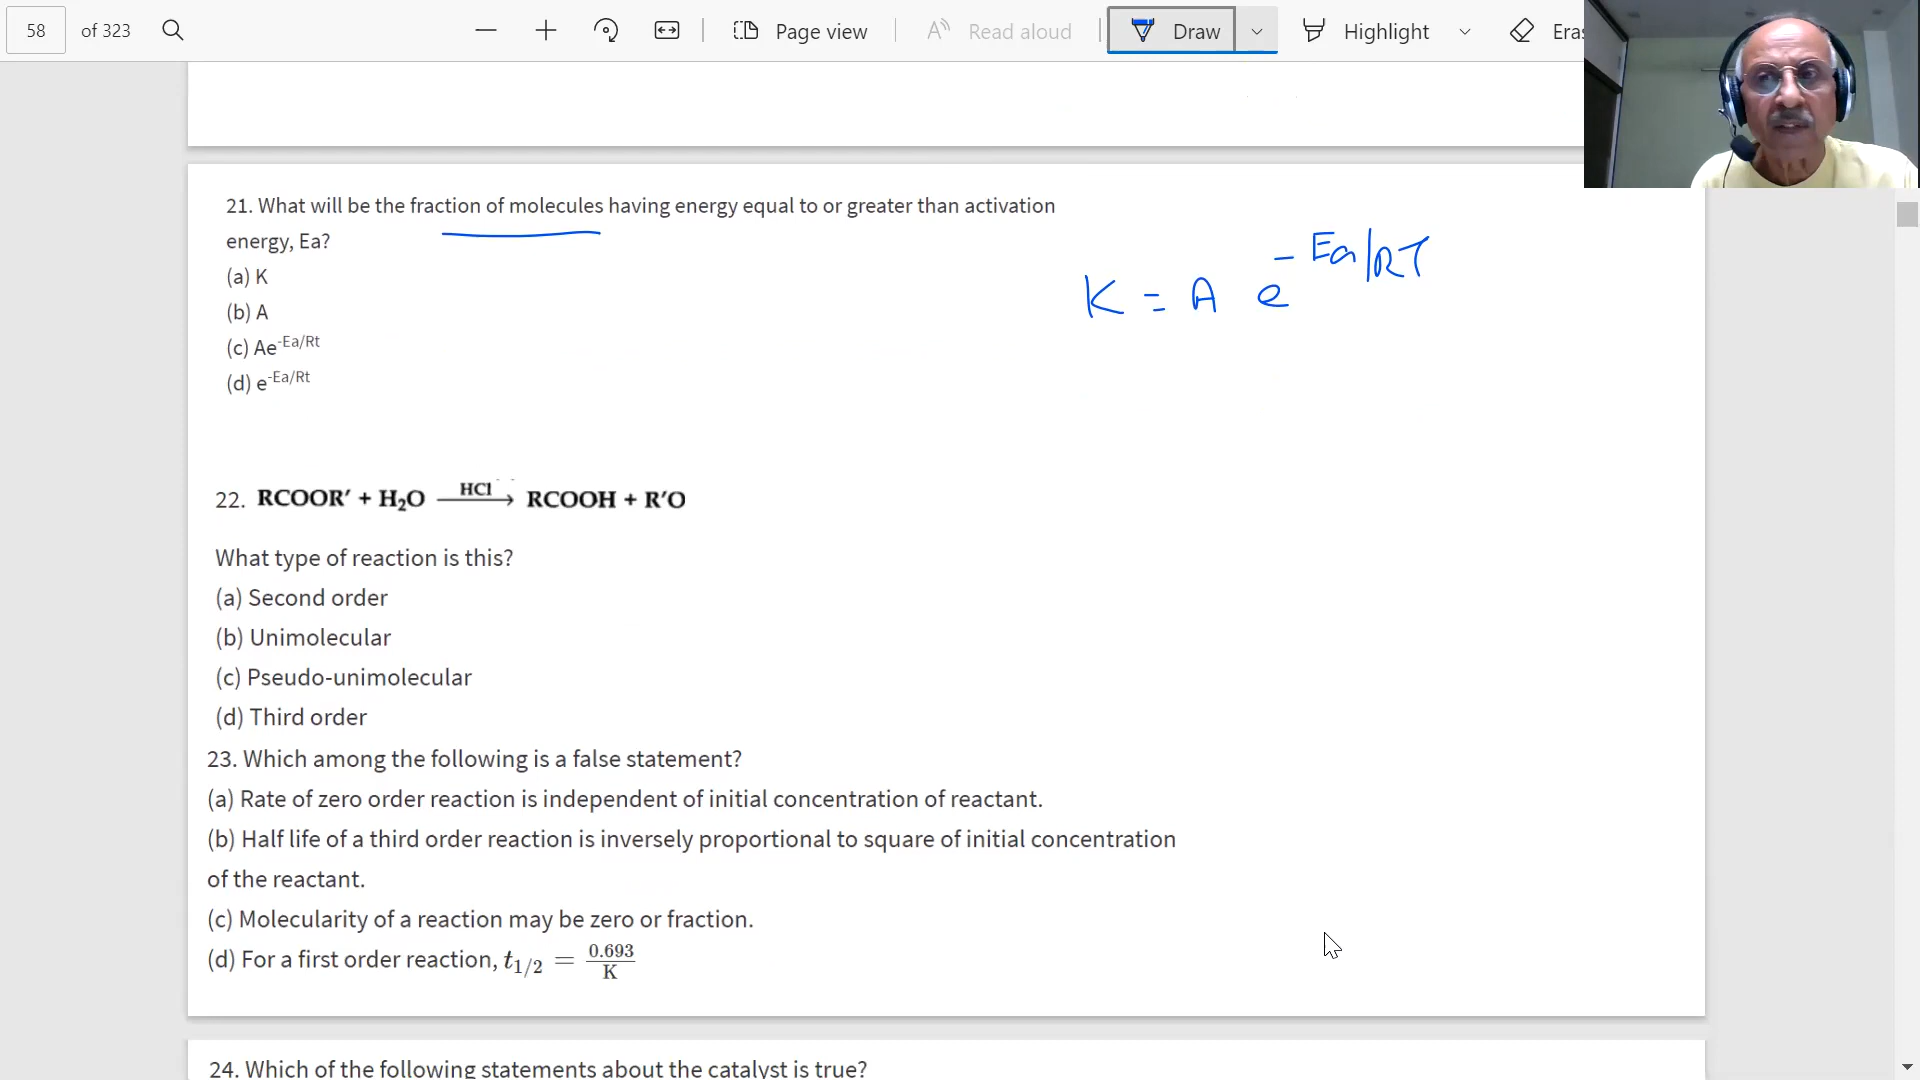 58 of 323 Page view Read aloud Draw Highlight Eras
21. What will be the fraction of molecules having energy equal to or greater than activation
energy, Ea?
(a) K
(b) A
(c) Ae^-Ea/Rt
(d) e^-Ea/Rt
K = A e^-Ea/RT
22. RCOOR′ + H₂O —HCl→ RCOOH + R′O
What type of reaction is this?
(a) Second order
(b) Unimolecular
(c) Pseudo-unimolecular
(d) Third order
23. Which among the following is a false statement?
(a) Rate of zero order reaction is independent of initial concentration of reactant.
(b) Half life of a third order reaction is inversely proportional to square of initial concentration
of the reactant.
(c) Molecularity of a reaction may be zero or fraction.
(d) For a first order reaction, t1/2 = 0.693/K
24. Which of the following statements about the catalyst is true?